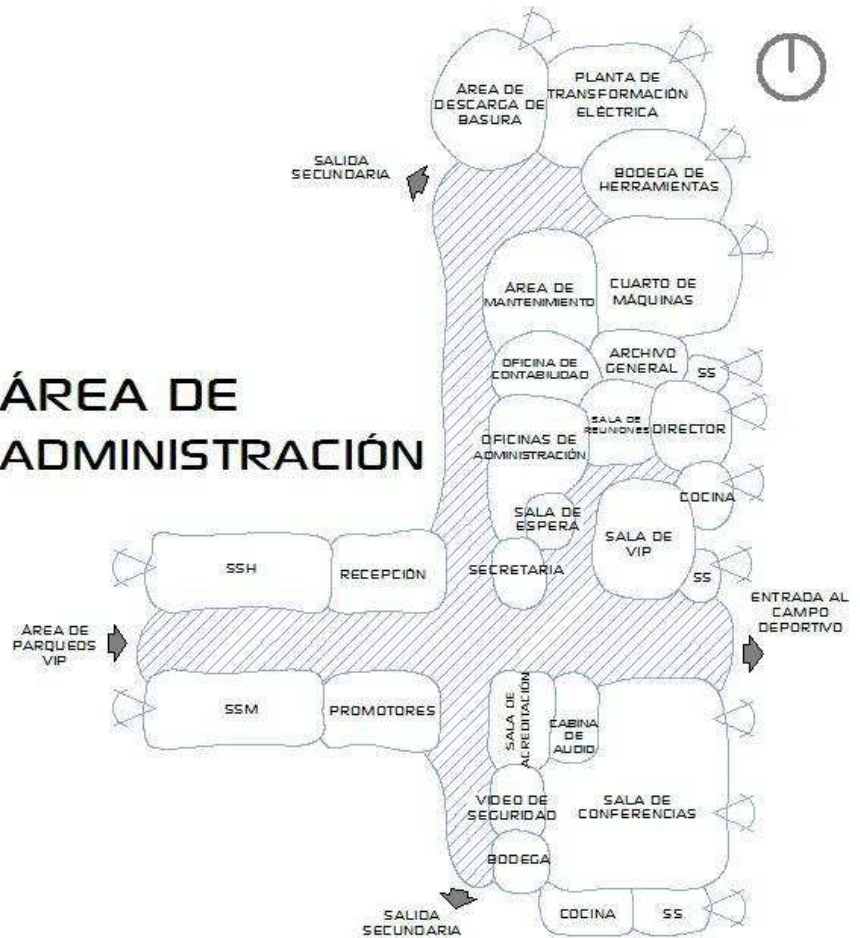 ÁREA DE
DESCARGA DE
BASURA
PLANTA DE
TRANSFORMACIÓN
ELÉCTRICA
SALIDA
SECUNDARIA
BODEGA DE
HERRAMIENTAS
ÁREA DE
MANTENIMIENTO
CUARTO DE
MÁQUINAS
OFICINA DE
CONTABILIDAD
ARCHIVO
GENERAL
SS
ÁREA DE
ADMINISTRACIÓN
OFICINAS DE
ADMINISTRACIÓN
SALA DE
REUNIONES
DIRECTOR
COCINA
SALA DE
ESPERA
SALA DE
VIP
SECRETARIA
SS
SSH
RECEPCIÓN
ENTRADA AL
CAMPO
DEPORTIVO
ÁREA DE
PARQUEOS
VIP
SSM
PROMOTORES
SALA DE
ACREDITACIÓN
CABINA
DE
AUDIO
VIDEO DE
SEGURIDAD
SALA DE
CONFERENCIAS
BODEGA
SALIDA
SECUNDARIA
COCINA
SS